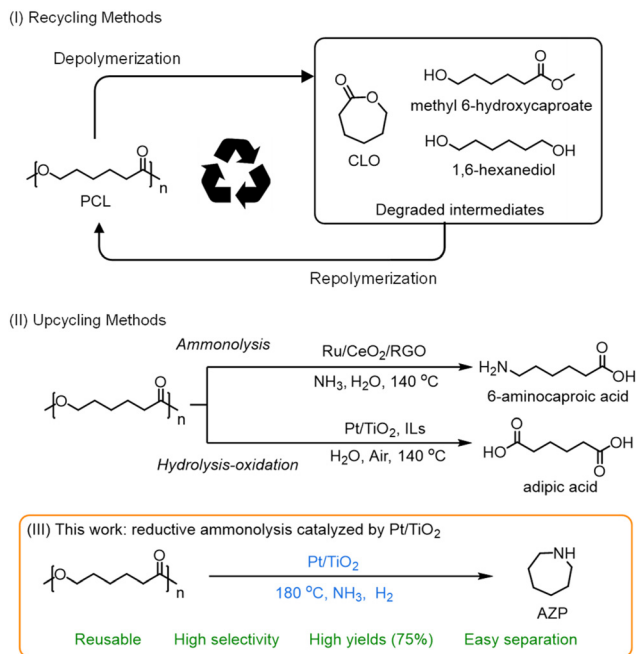 (I) Recycling Methods
Depolymerization
O
O
n
PCL
O
O
CLO
HO
O
O
methyl 6-hydroxycaproate
HO
OH
1,6-hexanediol
Degraded intermediates
Repolymerization
(II) Upcycling Methods
O
O
n
Ammonolysis
Ru/CeO₂/RGO
NH₃, H₂O, 140 °C
H₂N
O
OH
6-aminocaproic acid
Hydrolysis-oxidation
Pt/TiO₂, ILs
H₂O, Air, 140 °C
O
HO
OH
O
adipic acid
(III) This work: reductive ammonolysis catalyzed by Pt/TiO₂
O
O
n
Pt/TiO₂
180 °C, NH₃, H₂
NH
AZP
Reusable High selectivity High yields (75%) Easy separation